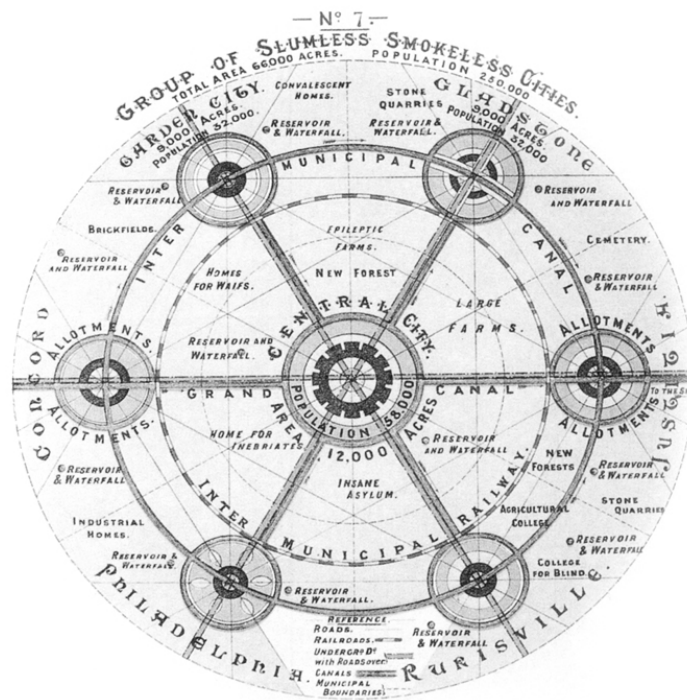 — Nº 7. —
GROUP OF SLUMLESS SMOKELESS CITIES.
TOTAL AREA 66,000 ACRES. POPULATION 250,000
GARDEN CITY.
9,000 ACRES.
POPULATION 32,000.
CONVALESCENT
HOMES.
STONE
QUARRIES
GLADSTONE
9,000 ACRES.
POPULATION 32,000
RESERVOIR
& WATERFALL
RESERVOIR &
WATERFALL.
INTER MUNICIPAL CANAL
RESERVOIR
& WATERFALL
RESERVOIR
AND WATERFALL
BRICKFIELDS.
EPILEPTIC
FARMS.
CEMETERY.
RESERVOIR
AND WATERFALL
HOMES
FOR WAIFS.
NEW FOREST
RESERVOIR
& WATERFALL
LARGE
FARMS.
CONCORD
ALLOTMENTS.
RESERVOIR AND
WATERFALL.
CENTRAL CITY.
ALLOTMENTS
JUSTITIA
GRAND CANAL
TO THE
ALLOTMENTS.
AREA 12,000 ACRES
POPULATION 58,000
ALLOTMENTS
HOME FOR
INEBRIATES.
RESERVOIR
AND WATERFALL
NEW
FORESTS
RESERVOIR
& WATERFALL
RESERVOIR
& WATERFALL
INSANE
ASYLUM.
STONE
QUARRIES
INTER MUNICIPAL RAILWAY.
AGRICULTURAL
COLLEGE
INDUSTRIAL
HOMES.
RESERVOIR
& WATERFALL
RESERVOIR &
WATERFALL
COLLEGE
FOR BLIND.
RESERVOIR
& WATERFALL.
PHILADELPHIA.
RURISVILLE
REFERENCE.
ROADS.
RAILROADS.
UNDERGRD Dº
WITH ROADS OVER
CANALS
MUNICIPAL
BOUNDARIES.
RESERVOIR
& WATERFALL